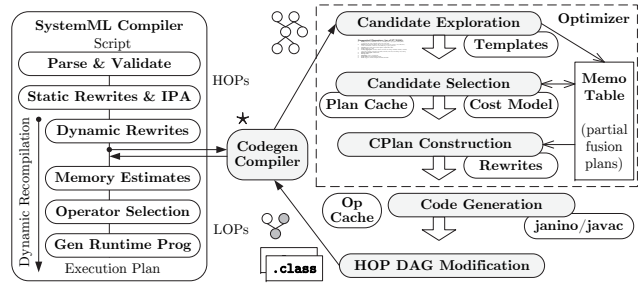 SystemML Compiler
Script
Parse & Validate
Static Rewrites & IPA
Dynamic Rewrites
Memory Estimates
Operator Selection
Gen Runtime Prog
Execution Plan
Dynamic Recompilation
HOPs
LOPs
Codegen
Compiler
.class
Optimizer
Candidate Exploration
Templates
Candidate Selection
Plan Cache
Cost Model
CPlan Construction
Rewrites
Memo
Table
(partial
fusion
plans)
Op
Cache
Code Generation
janino/javac
HOP DAG Modification